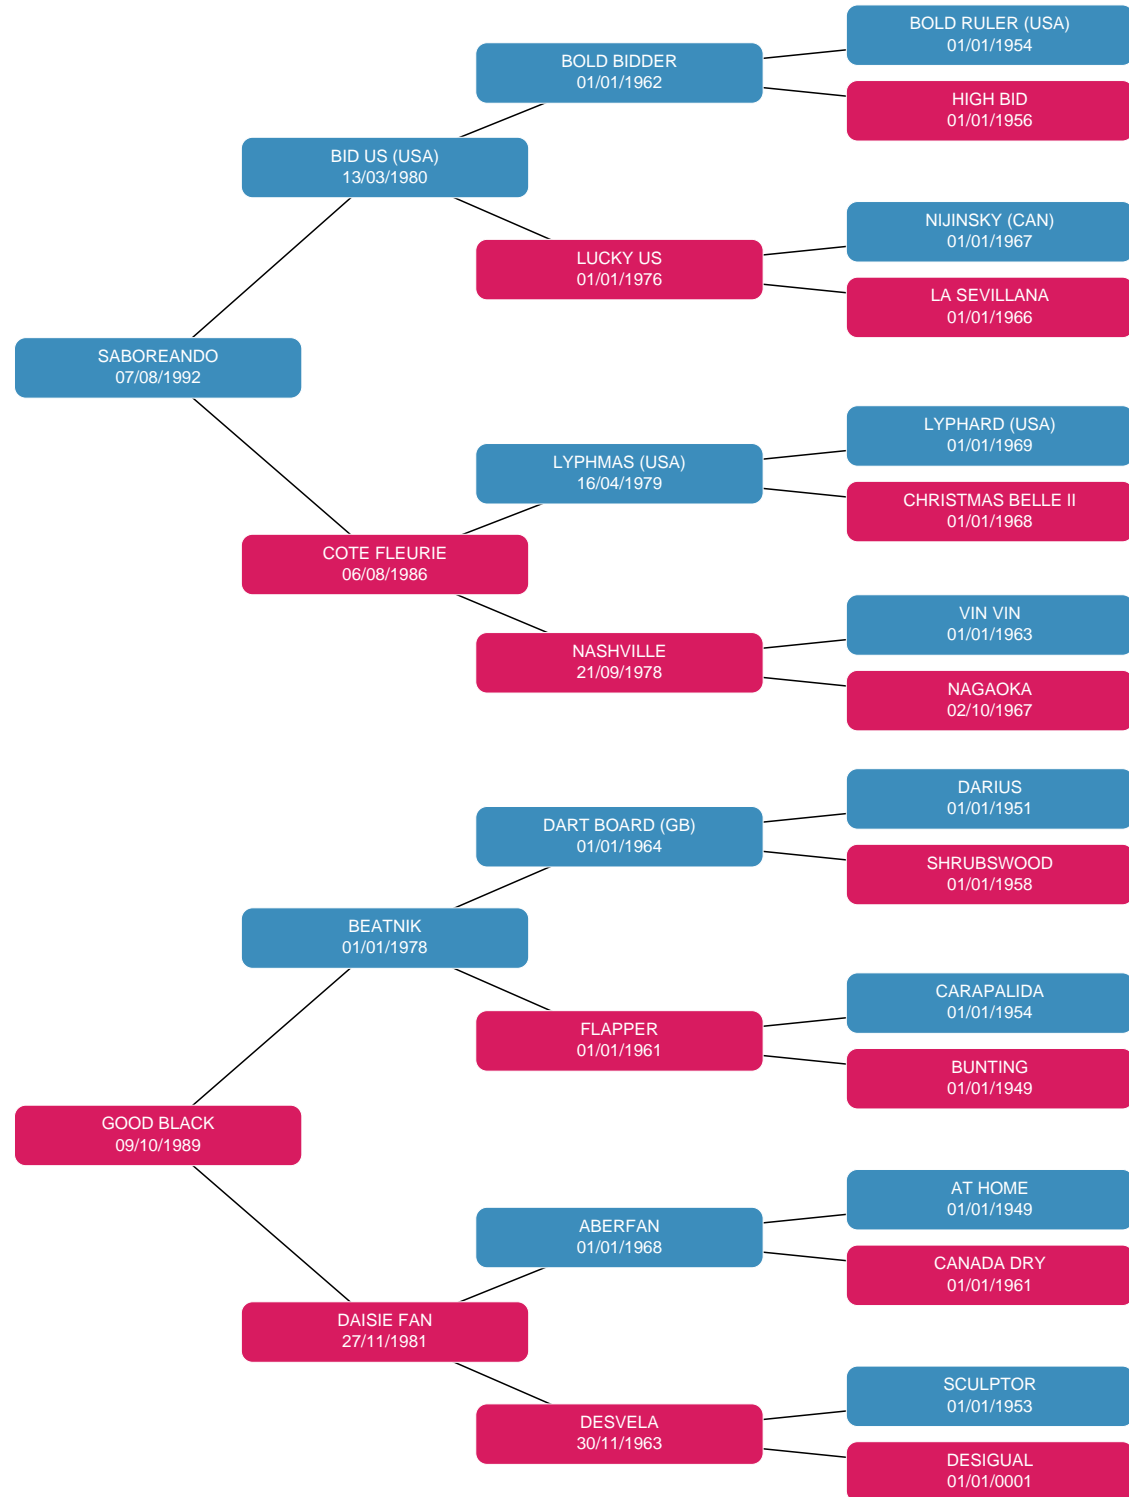 BOLD RULER (USA)
01/01/1954
BOLD BIDDER
01/01/1962
HIGH BID
01/01/1956
BID US (USA)
13/03/1980
NIJINSKY (CAN)
01/01/1967
LUCKY US
01/01/1976
LA SEVILLANA
01/01/1966
SABOREANDO
07/08/1992
LYPHARD (USA)
01/01/1969
LYPHMAS (USA)
16/04/1979
CHRISTMAS BELLE II
01/01/1968
COTE FLEURIE
06/08/1986
VIN VIN
01/01/1963
NASHVILLE
21/09/1978
NAGAOKA
02/10/1967
DARIUS
01/01/1951
DART BOARD (GB)
01/01/1964
SHRUBSWOOD
01/01/1958
BEATNIK
01/01/1978
CARAPALIDA
01/01/1954
FLAPPER
01/01/1961
BUNTING
01/01/1949
GOOD BLACK
09/10/1989
AT HOME
01/01/1949
ABERFAN
01/01/1968
CANADA DRY
01/01/1961
DAISIE FAN
27/11/1981
SCULPTOR
01/01/1953
DESVELA
30/11/1963
DESIGUAL
01/01/0001